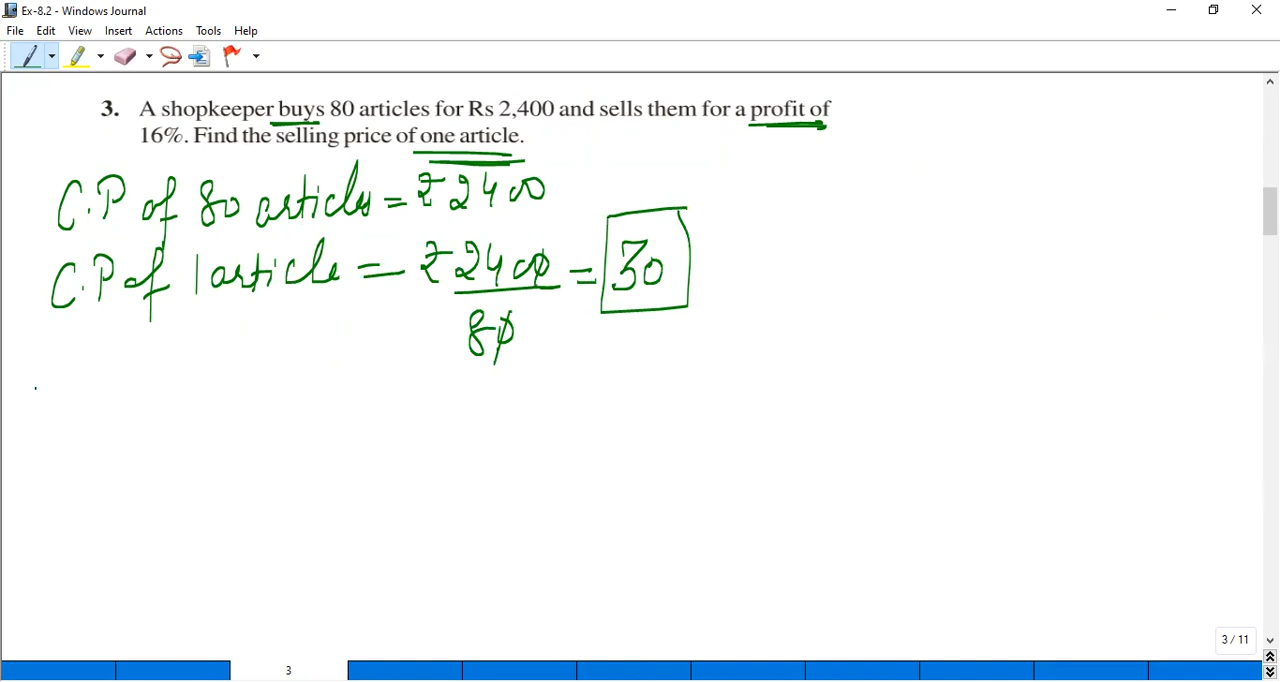 Ex-8.2 - Windows Journal
File Edit View Insert Actions Tools Help
3. A shopkeeper buys 80 articles for Rs 2,400 and sells them for a profit of
16%. Find the selling price of one article.
C.P of 80 articles = ₹ 2400
C.P of 1 article = ₹ 2400 = 30
80
3 / 11
3